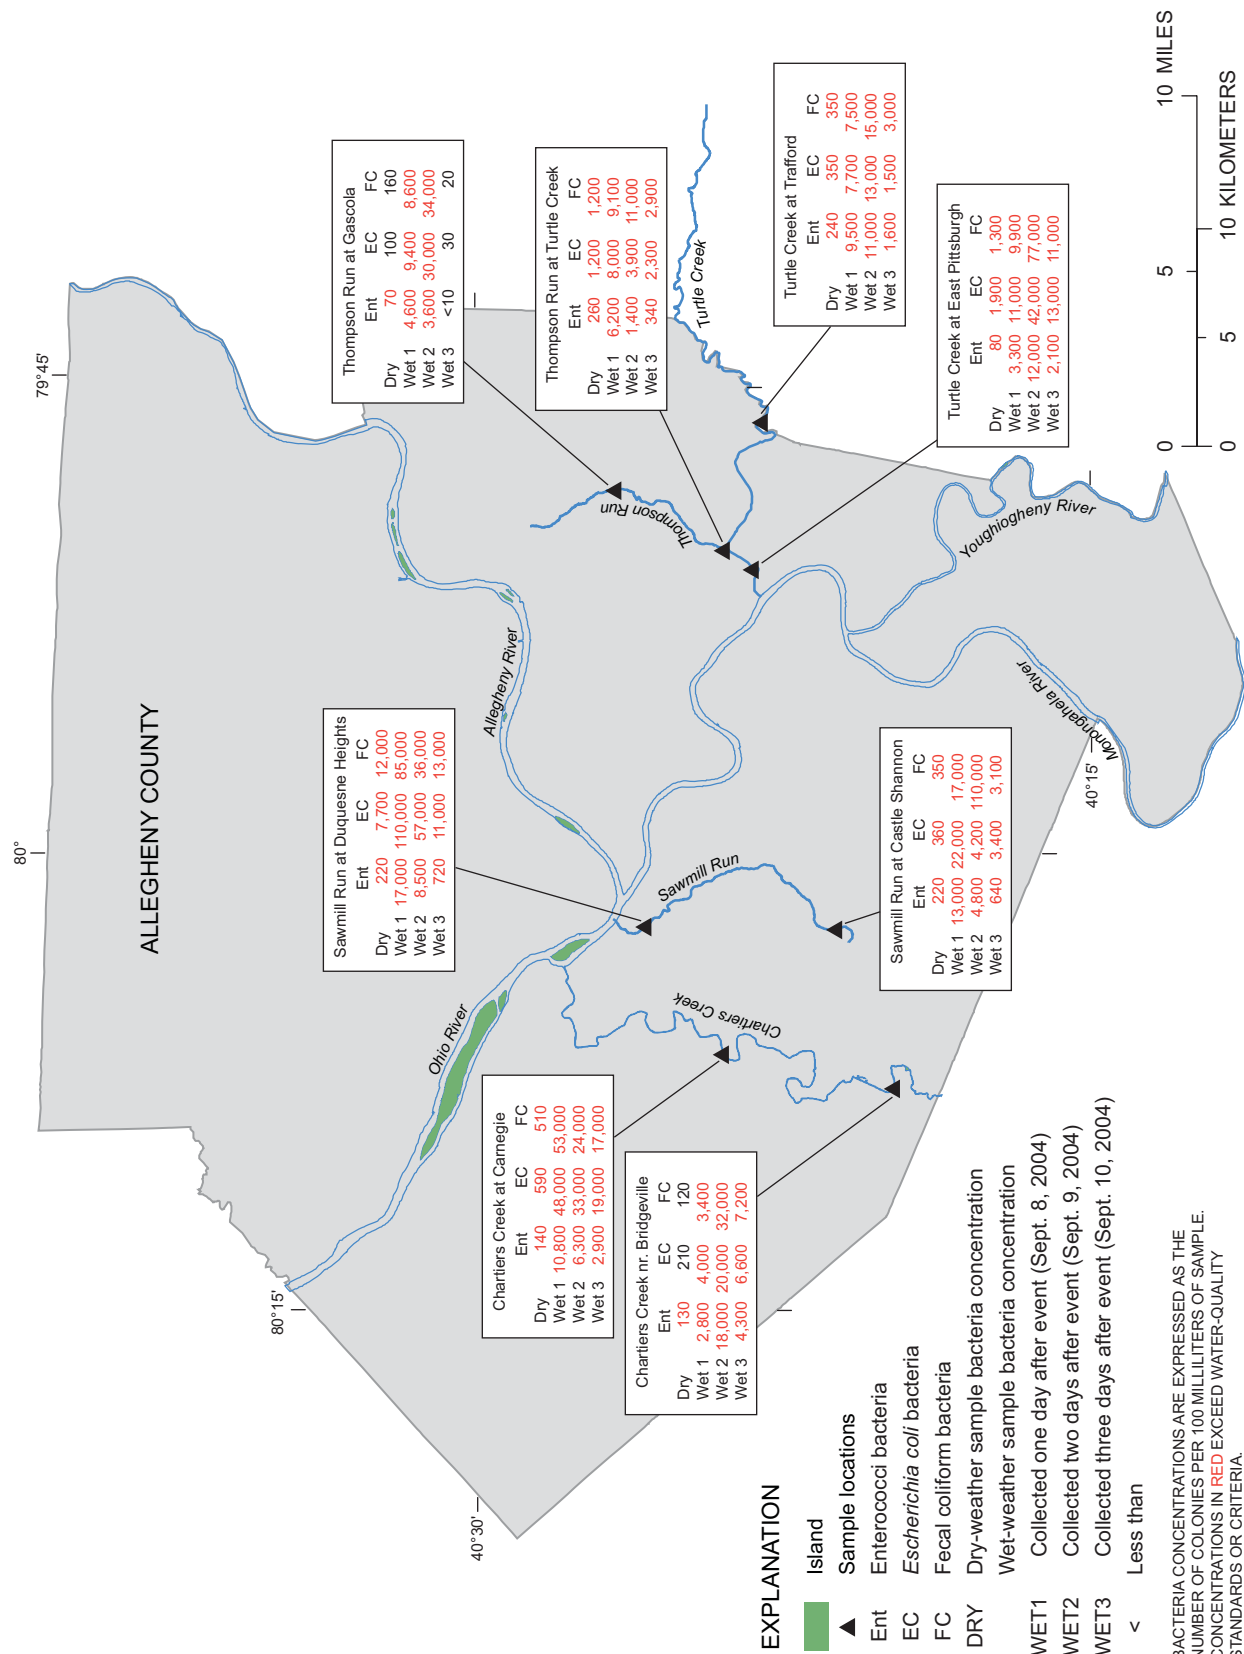 ALLEGHENY COUNTY
80°15'
80°
79°45'
40°30'
40°15'
Ohio River
Allegheny River
Monongahela River
Youghiogheny River
Chartiers Creek
Sawmill Run
Thompson Run
Turtle Creek
Chartiers Creek at Carnegie
Ent EC FC
Dry 140 590 510
Wet 1 10,800 48,000 53,000
Wet 2 6,300 33,000 24,000
Wet 3 2,900 19,000 17,000
Chartiers Creek nr. Bridgeville
Ent EC FC
Dry 130 210 120
Wet 1 2,800 4,000 3,400
Wet 2 18,000 20,000 32,000
Wet 3 4,300 6,600 7,200
Sawmill Run at Duquesne Heights
Ent EC FC
Dry 220 7,700 12,000
Wet 1 17,000 110,000 85,000
Wet 2 8,500 57,000 36,000
Wet 3 720 11,000 13,000
Sawmill Run at Castle Shannon
Ent EC FC
Dry 220 360 350
Wet 1 13,000 22,000 17,000
Wet 2 4,800 4,200 110,000
Wet 3 640 3,400 3,100
Thompson Run at Gascola
Ent EC FC
Dry 70 100 160
Wet 1 4,600 9,400 8,600
Wet 2 3,600 30,000 34,000
Wet 3 <10 30 20
Thompson Run at Turtle Creek
Ent EC FC
Dry 260 1,200 1,200
Wet 1 6,200 8,000 9,100
Wet 2 1,400 3,900 11,000
Wet 3 340 2,300 2,900
Turtle Creek at Trafford
Ent EC FC
Dry 240 350 350
Wet 1 9,500 7,700 7,500
Wet 2 11,000 13,000 15,000
Wet 3 1,600 1,500 3,000
Turtle Creek at East Pittsburgh
Ent EC FC
Dry 80 1,900 1,300
Wet 1 3,300 11,000 9,900
Wet 2 12,000 42,000 77,000
Wet 3 2,100 13,000 11,000
0 5 10 MILES
0 5 10 KILOMETERS
EXPLANATION
Island
Sample locations
Ent Enterococci bacteria
EC Escherichia coli bacteria
FC Fecal coliform bacteria
DRY Dry-weather sample bacteria concentration
Wet-weather sample bacteria concentration
WET1 Collected one day after event (Sept. 8, 2004)
WET2 Collected two days after event (Sept. 9, 2004)
WET3 Collected three days after event (Sept. 10, 2004)
< Less than
BACTERIA CONCENTRATIONS ARE EXPRESSED AS THE
NUMBER OF COLONIES PER 100 MILLILITERS OF SAMPLE.
CONCENTRATIONS IN RED EXCEED WATER-QUALITY
STANDARDS OR CRITERIA.